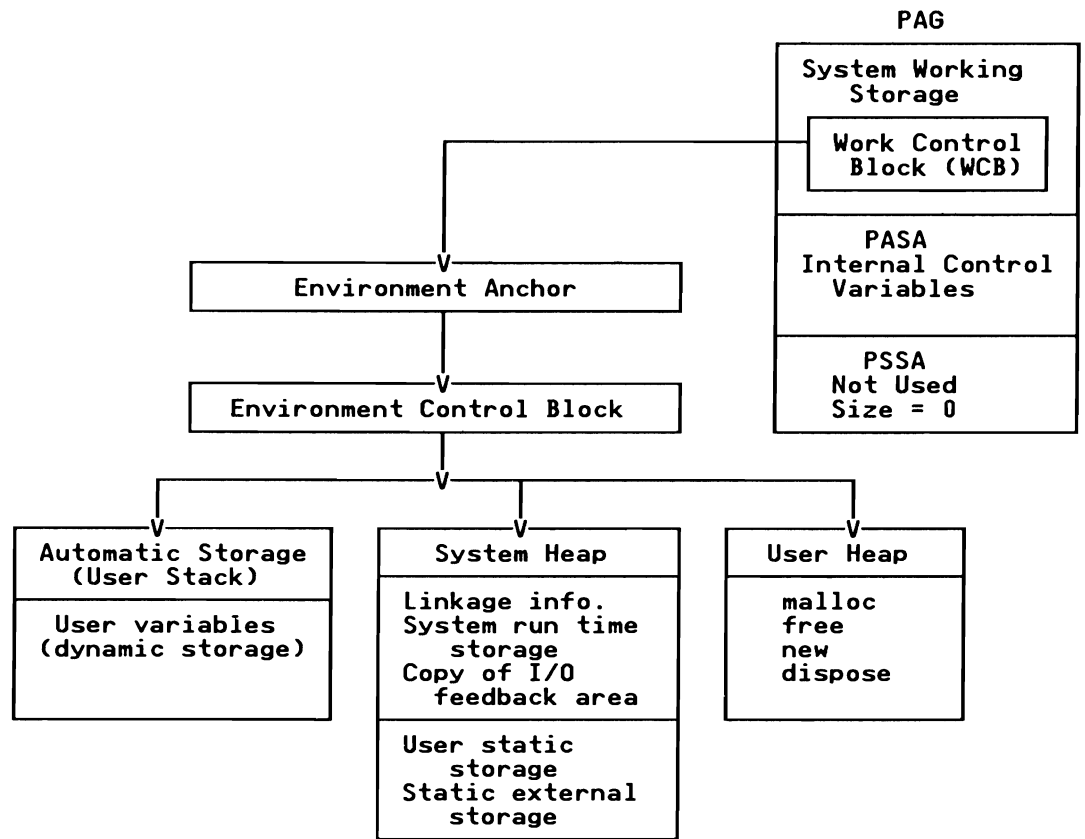 PAG
System Working
Storage
Work Control
Block (WCB)
PASA
Internal Control
Variables
PSSA
Not Used
Size = 0
Environment Anchor
Environment Control Block
Automatic Storage
(User Stack)
User variables
(dynamic storage)
System Heap
Linkage info.
System run time
storage
Copy of I/O
feedback area
User static
storage
Static external
storage
User Heap
malloc
free
new
dispose